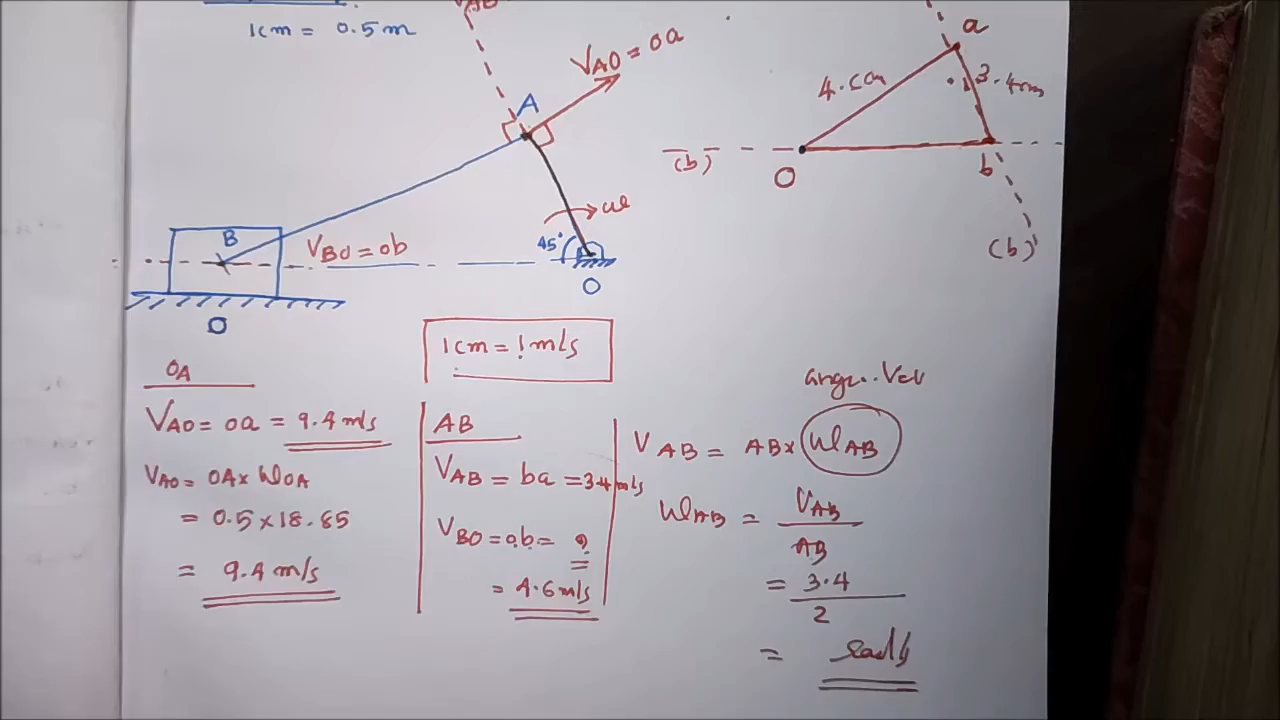 1cm = 0.5m
VAO = oa
A
B
VBO = ob
45°
ω
O
O
a
3.4cm
O
b
(b)
(b)
1cm = 1m/s
OA
VAO = oa = 9.4 m/s
VAO = OA x ωOA
= 0.5 x 18.85
= 9.4 m/s
AB
VAB = ba = 3.4 m/s
VBO = ob = ?
= 4.6 m/s
VAB = AB x ωAB
ωAB = VAB
AB
= 3.4
2
= rad/s